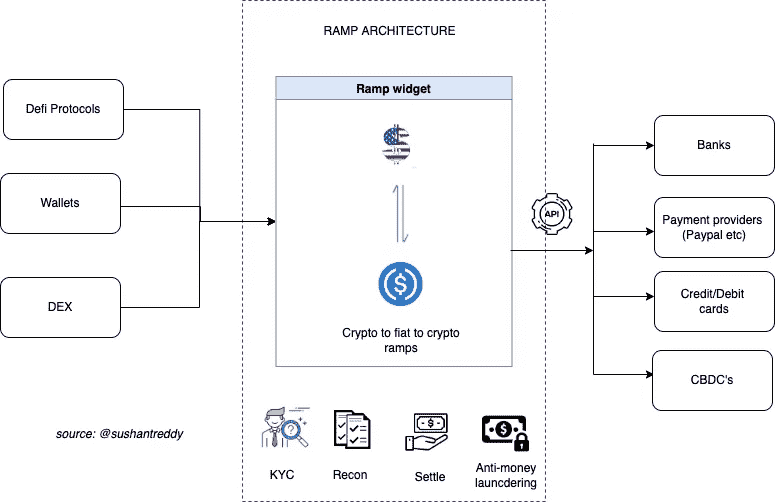 RAMP ARCHITECTURE
Defi Protocols
Wallets
DEX
Ramp widget
$
Crypto to fiat to crypto
ramps
API
Banks
Payment providers
(Paypal etc)
Credit/Debit
cards
CBDC's
source: @sushantreddy
?
KYC
Recon
-$-
Settle
$
Anti-money
launcdering